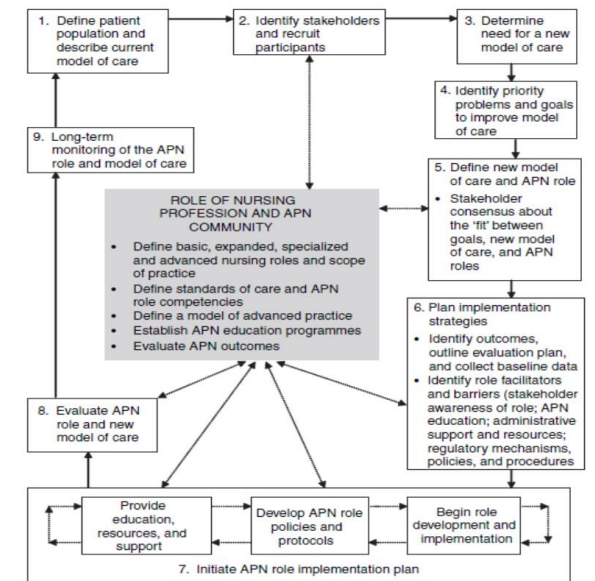 1. Define patient
population and
describe current
model of care
2. Identify stakeholders
and recruit
participants
3. Determine
need for a new
model of care
4. Identify priority
problems and goals
to improve model
of care
9. Long-term
monitoring of the APN
role and model of care
5. Define new model
of care and APN role
• Stakeholder
consensus about
the 'fit' between
goals, new model
of care, and APN
roles
ROLE OF NURSING
PROFESSION AND APN
COMMUNITY
• Define basic, expanded, specialized
and advanced nursing roles and scope
of practice
• Define standards of care and APN
role competencies
• Define a model of advanced practice
• Establish APN education programmes
• Evaluate APN outcomes
6. Plan implementation
strategies
• Identify outcomes,
outline evaluation plan,
and collect baseline data
• Identify role facilitators
and barriers (stakeholder
awareness of role; APN
education; administrative
support and resources;
regulatory mechanisms,
policies, and procedures
8. Evaluate APN
role and new
model of care
Provide
education,
resources, and
support
Develop APN role
policies and
protocols
Begin role
development and
implementation
7. Initiate APN role implementation plan